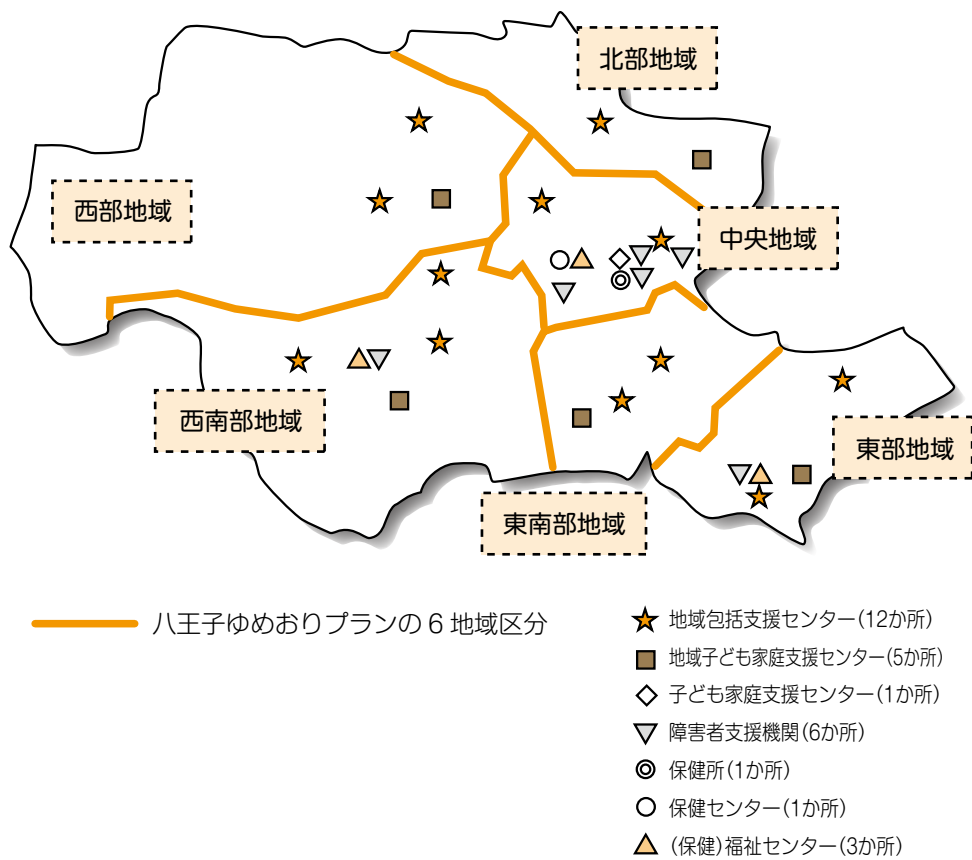 北部地域
西部地域
中央地域
西南部地域
東部地域
東南部地域
八王子ゆめおりプランの6地域区分
地域包括支援センター(12か所)
地域子ども家庭支援センター(5か所)
子ども家庭支援センター(1か所)
障害者支援機関(6か所)
保健所(1か所)
保健センター(1か所)
(保健)福祉センター(3か所)